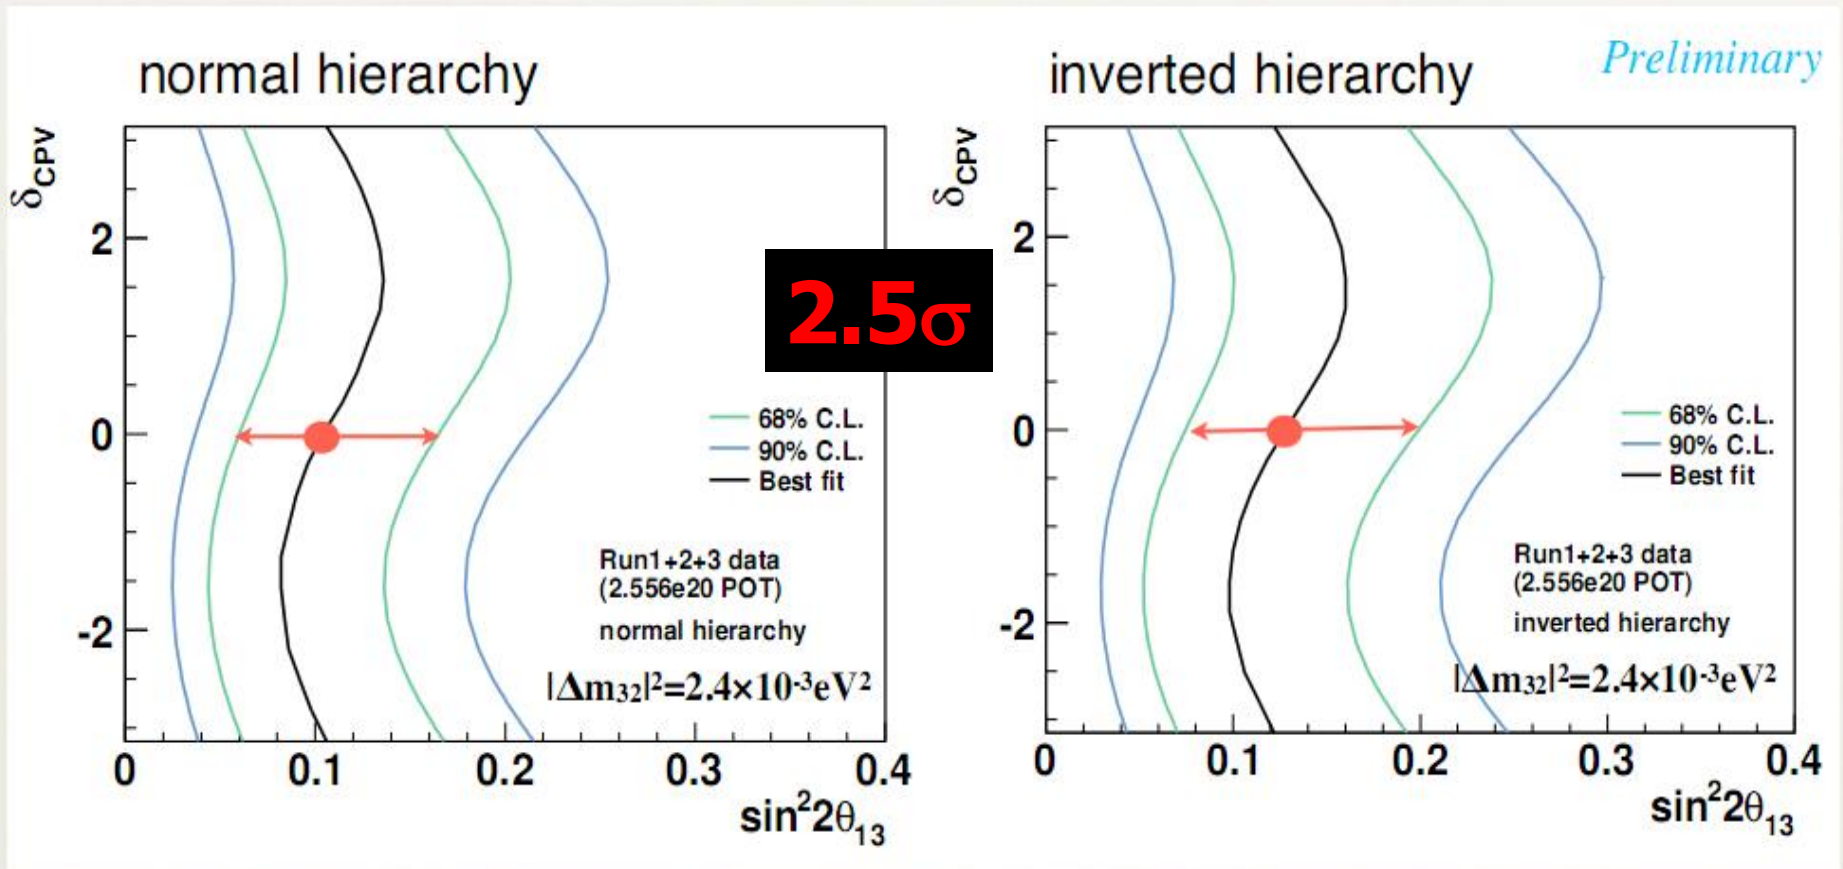 normal hierarchy
δCPV
2
0
-2
68% C.L.
90% C.L.
Best fit
Run1+2+3 data
(2.556e20 POT)
normal hierarchy
|Δm32|²=2.4×10⁻³eV²
0 0.1 0.2 0.3 0.4
sin²2θ13
2.5σ
Preliminary
inverted hierarchy
δCPV
2
0
-2
68% C.L.
90% C.L.
Best fit
Run1+2+3 data
(2.556e20 POT)
inverted hierarchy
|Δm32|²=2.4×10⁻³eV²
0 0.1 0.2 0.3 0.4
sin²2θ13